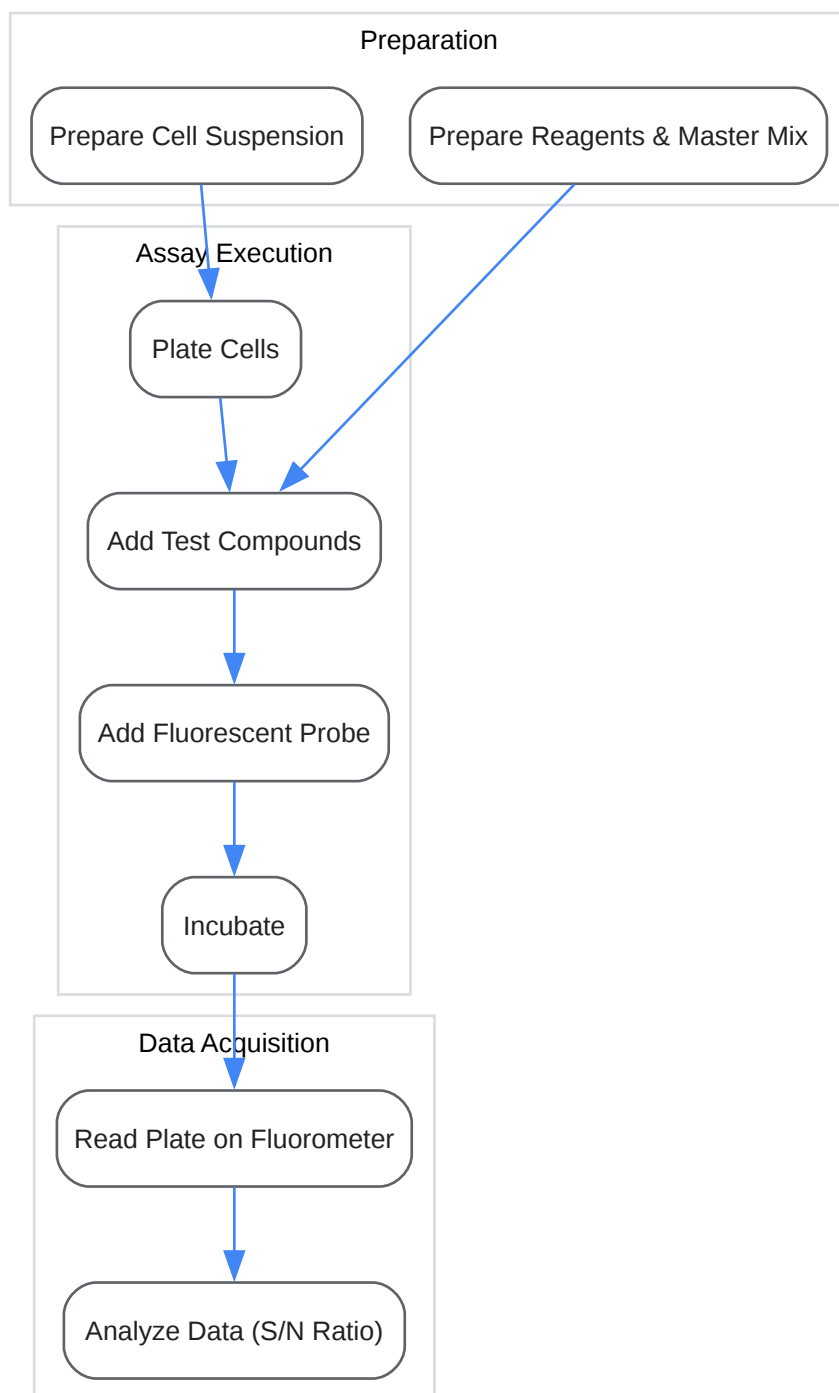 Preparation
Prepare Cell Suspension
Prepare Reagents & Master Mix
Assay Execution
Plate Cells
Add Test Compounds
Add Fluorescent Probe
Incubate
Data Acquisition
Read Plate on Fluorometer
Analyze Data (S/N Ratio)